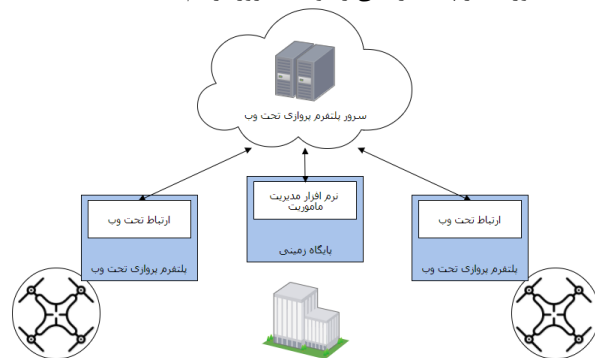 سرور پلتفرم پروازی تحت وب
ارتباط تحت وب
پلتفرم پروازی تحت وب
نرم افزار مدیریت
ماموریت
پایگاه زمینی
ارتباط تحت وب
پلتفرم پروازی تحت وب